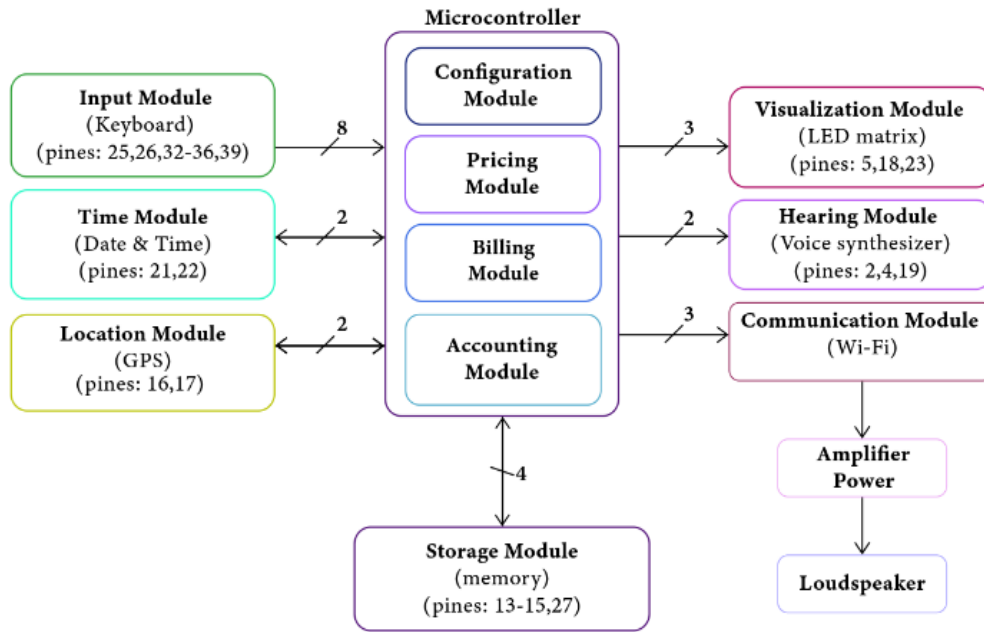 Microcontroller
Input Module
(Keyboard)
(pines: 25,26,32-36,39)
8
Time Module
(Date & Time)
(pines: 21,22)
2
Location Module
(GPS)
(pines: 16,17)
2
Configuration
Module
Pricing
Module
Billing
Module
Accounting
Module
3
Visualization Module
(LED matrix)
(pines: 5,18,23)
2
Hearing Module
(Voice synthesizer)
(pines: 2,4,19)
3
Communication Module
(Wi-Fi)
Amplifier
Power
Loudspeaker
4
Storage Module
(memory)
(pines: 13-15,27)